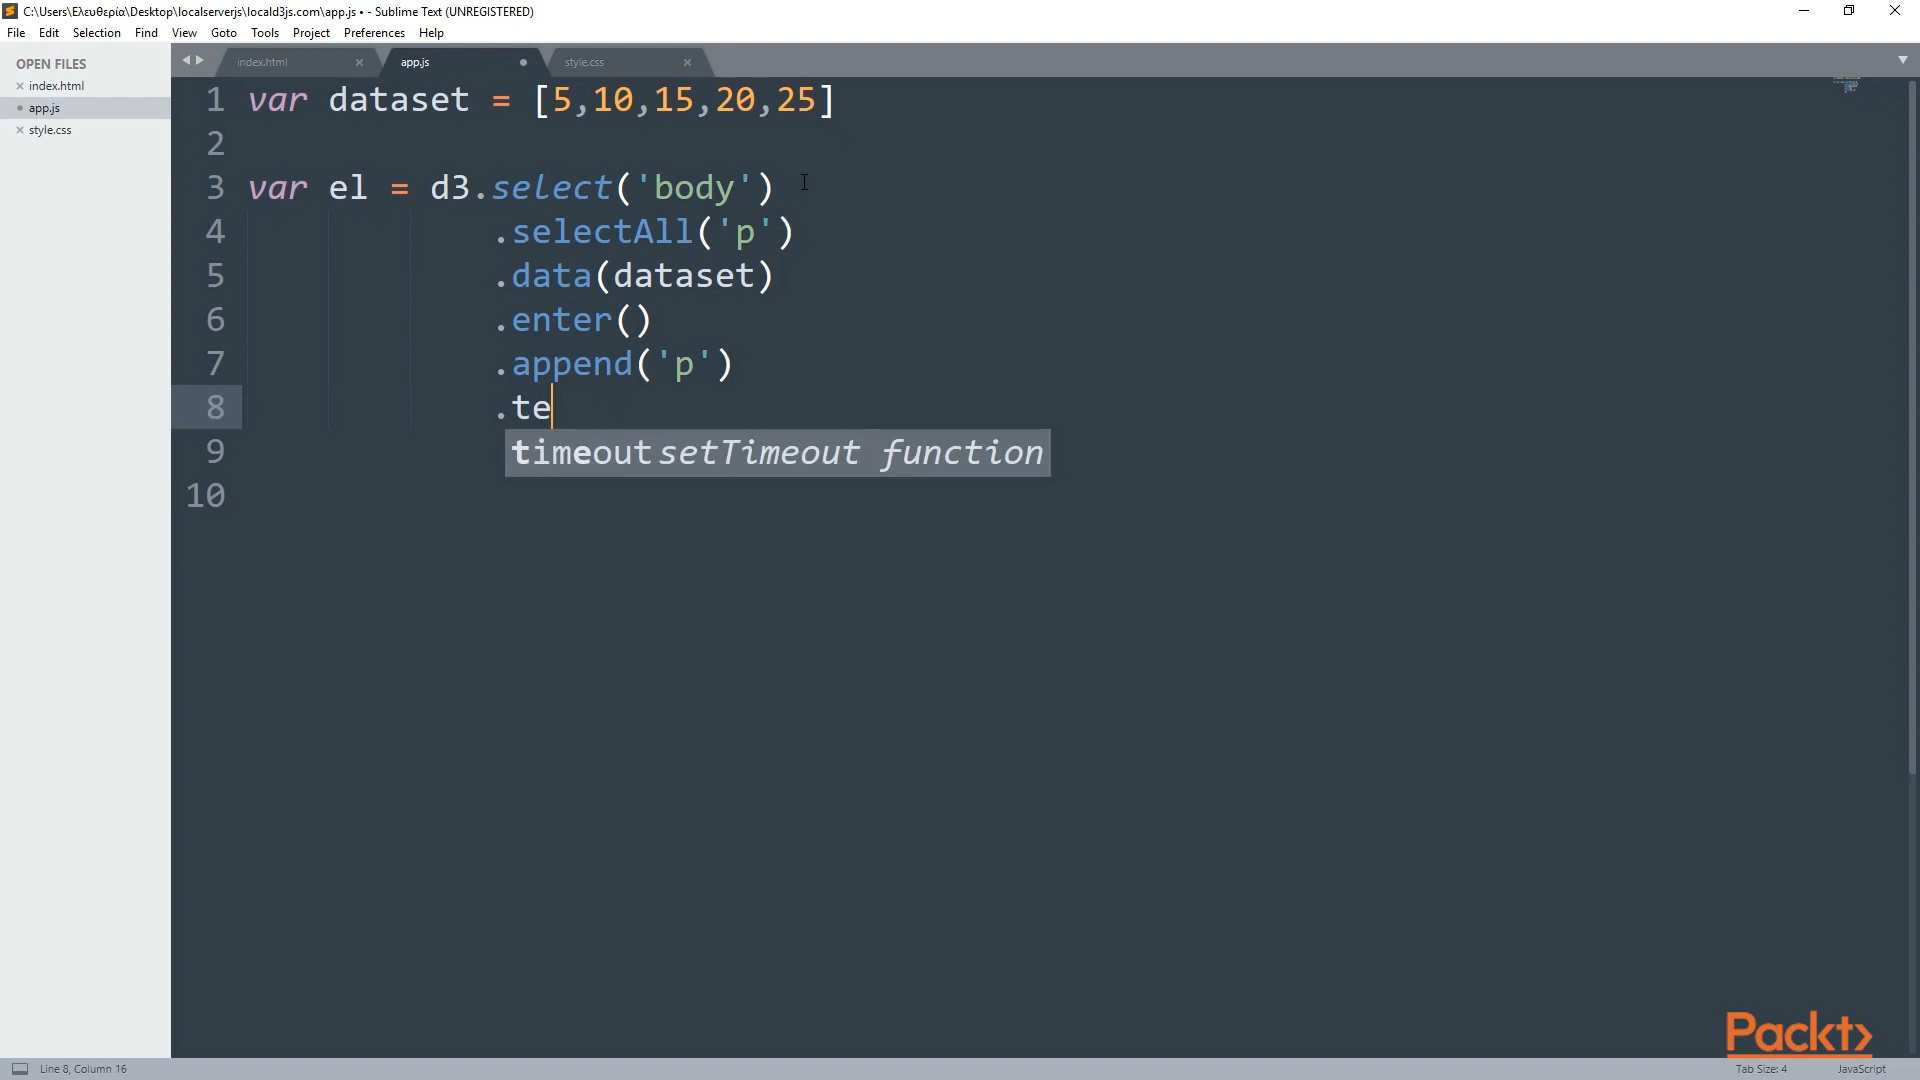 C:\Users\Ελευθερία\Desktop\localserverjs\locald3js.com\app.js • - Sublime Text (UNREGISTERED)
File Edit Selection Find View Goto Tools Project Preferences Help
OPEN FILES
index.html
app.js
style.css
index.html app.js style.css
1 var dataset = [5,10,15,20,25]
2
3 var el = d3.select('body')
4 .selectAll('p')
5 .data(dataset)
6 .enter()
7 .append('p')
8 .te
9 timeout setTimeout function
10
Packt>
Line 8, Column 16 Tab Size: 4 JavaScript